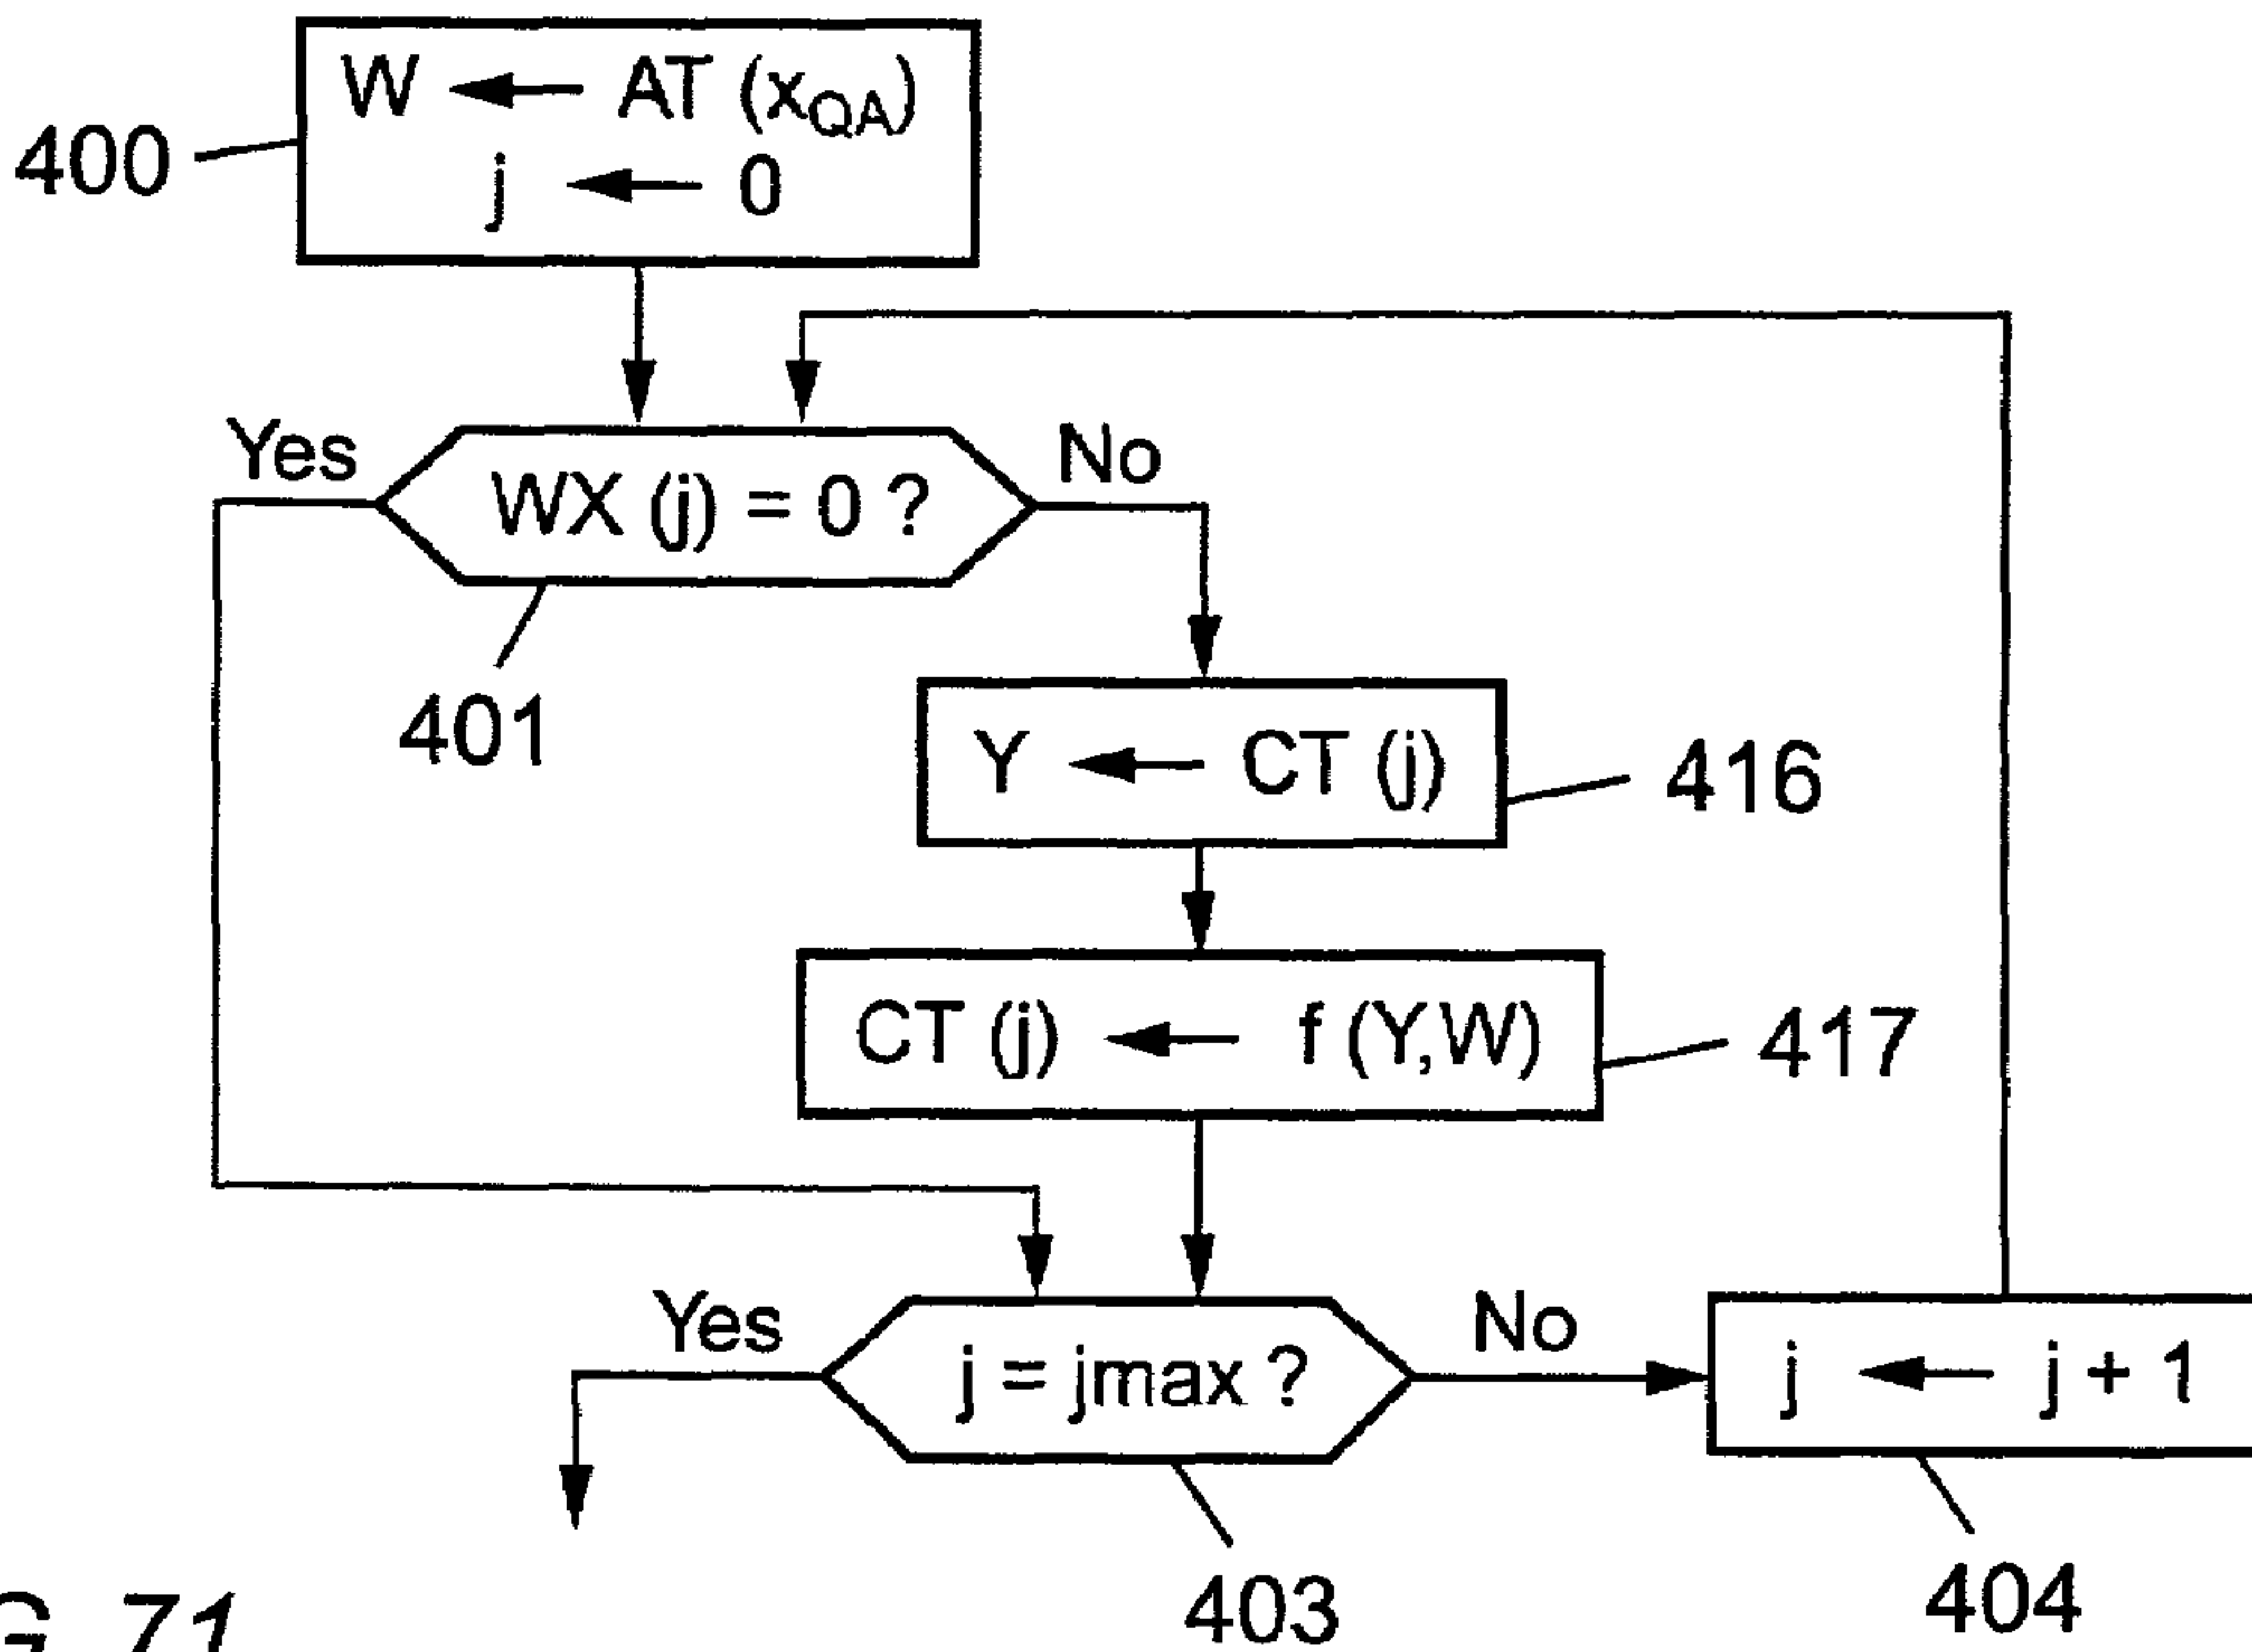 W ← AT (xQA)
400
j ← 0
Yes
No
WX (j) = 0 ?
401
Y ← CT (j)
416
CT (j) ← f (Y,W)
417
Yes
No
j = jmax ?
j ← j + 1
403
404
G. 71